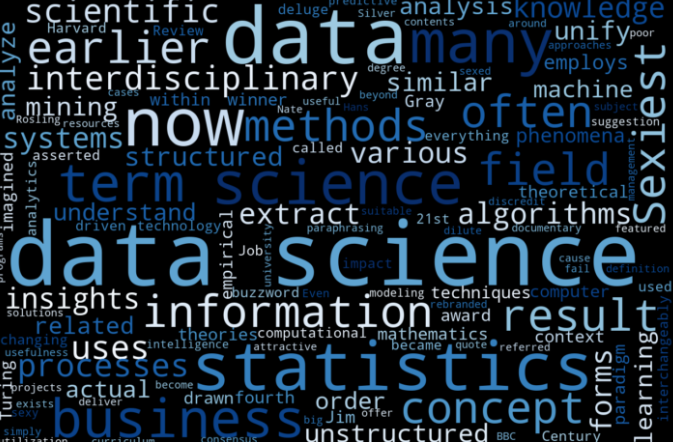 scientific
data
predictive
deluge
Silver
analysis
contents
around
knowledge
Harvard
Review
earlier
many
unify
poor
approaches
analyze
interdisciplinary
degree
sexed
similar
employs
cases
mining
within
winner
useful
beyond
Nate
Hans
Gray
machine
often
subject
suggestion
Rosling
resources
now
methods
everything
phenomena
Sexiest
systems
asserted
structured
called
various
field
management
imagined
analytics
term science
theoretical
discredit
understand
extract
suitable
21st
algorithms
featured
driven
technology
empirical
university
paraphrasing
dilute
documentary
data science
Job
impact
cause
fail
definition
programs
insights
buzzword
Even
modeling
techniques
computer
used
solutions
information
rebranded
award
result
related
changing
theories
computational
mathematics
context
learning
interchangeably
usefulness
uses
intelligence
attractive
became
quote
referred
forms
paradigm
processes
statistics
Turing
projects
actual
become
exists
deliver
drawn
fourth
order
concept
sexy
business
big
Jim
offer
simply
unstructured
BBC
Century
utilization
curriculum
consensus